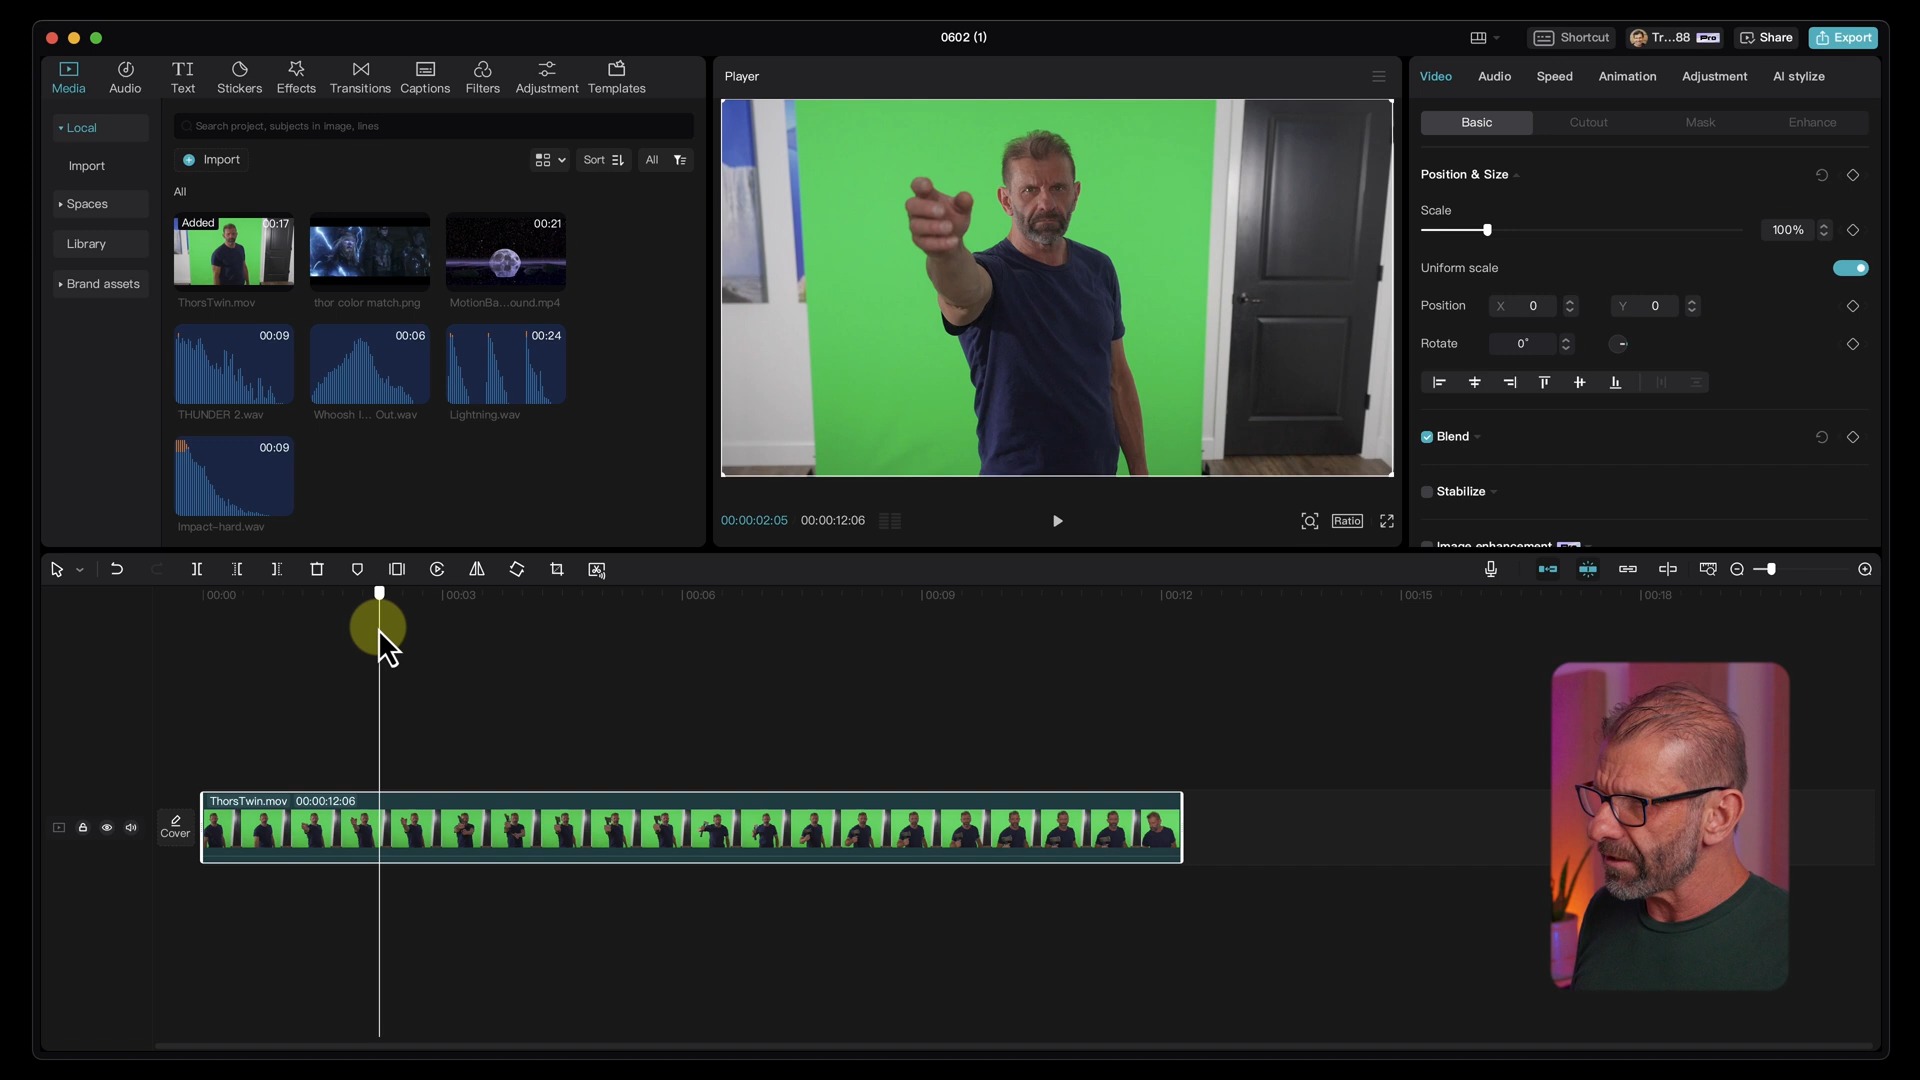 0602 (1)
Shortcut
Tr...88 Pro
Share
Export
Media
Audio
Text
Stickers
Effects
Transitions
Captions
Filters
Adjustment
Templates
Local
Import
Spaces
Library
Brand assets
Search project, subjects in image, lines
Import
Sort
All
All
Added 00:17
00:21
ThorsTwin.mov
thor color match.png
MotionBa...ound.mp4
00:09
00:06
00:24
THUNDER 2.wav
Whoosh I... Out.wav
Lightning.wav
00:09
Impact-hard.wav
Player
00:00:02:05 00:00:12:06
Ratio
Video
Audio
Speed
Animation
Adjustment
AI stylize
Basic
Cutout
Mask
Enhance
Position & Size
Scale
100%
Uniform scale
Position X 0 Y 0
Rotate 0°
Blend
Stabilize
Image enhancement Pro
00:00
00:03
00:06
00:09
00:12
00:15
00:18
Cover
ThorsTwin.mov 00:00:12:06